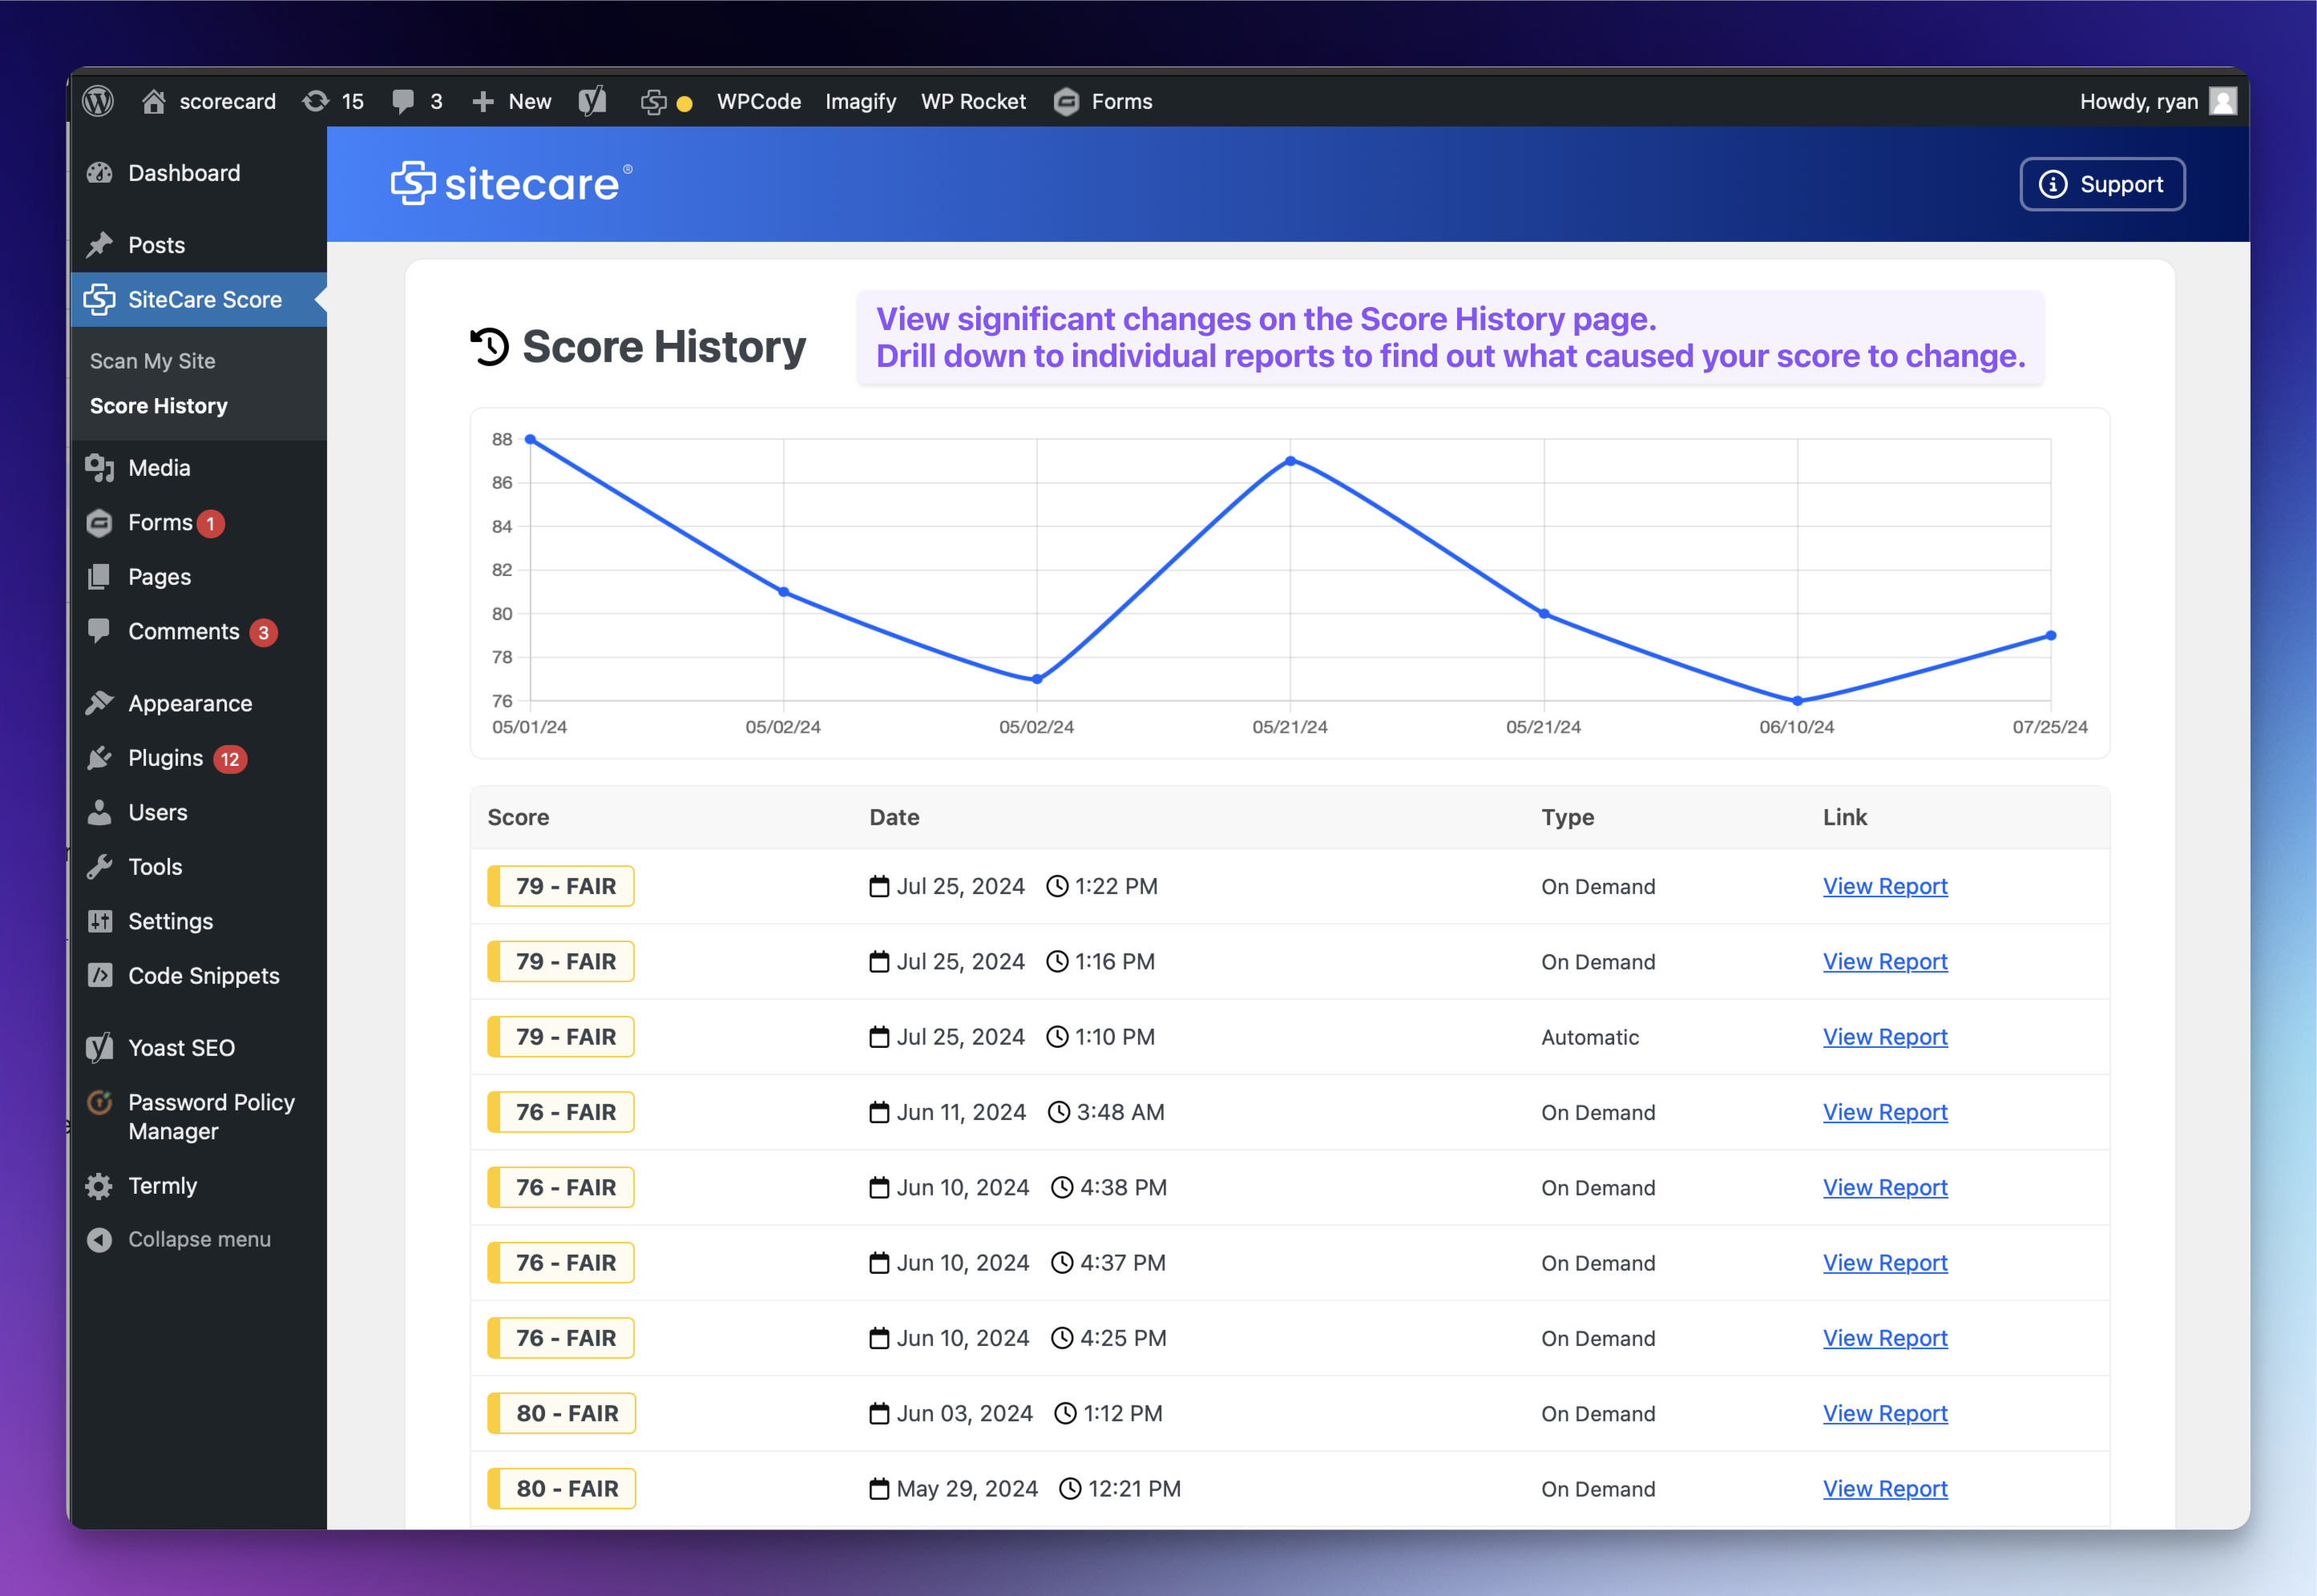 scorecard 15 3 New WPCode Imagify WP Rocket Forms Howdy, ryan
Dashboard
Posts
SiteCare Score
Scan My Site
Score History
Media
Forms 1
Pages
Comments 3
Appearance
Plugins 12
Users
Tools
Settings
Code Snippets
Yoast SEO
Password Policy
Manager
Termly
Collapse menu
sitecare®
Support
Score History
View significant changes on the Score History page.
Drill down to individual reports to find out what caused your score to change.
88
86
84
82
80
78
76
05/01/24 05/02/24 05/02/24 05/21/24 05/21/24 06/10/24 07/25/24
Score Date Type Link
79 - FAIR Jul 25, 2024 1:22 PM On Demand View Report
79 - FAIR Jul 25, 2024 1:16 PM On Demand View Report
79 - FAIR Jul 25, 2024 1:10 PM Automatic View Report
76 - FAIR Jun 11, 2024 3:48 AM On Demand View Report
76 - FAIR Jun 10, 2024 4:38 PM On Demand View Report
76 - FAIR Jun 10, 2024 4:37 PM On Demand View Report
76 - FAIR Jun 10, 2024 4:25 PM On Demand View Report
80 - FAIR Jun 03, 2024 1:12 PM On Demand View Report
80 - FAIR May 29, 2024 12:21 PM On Demand View Report